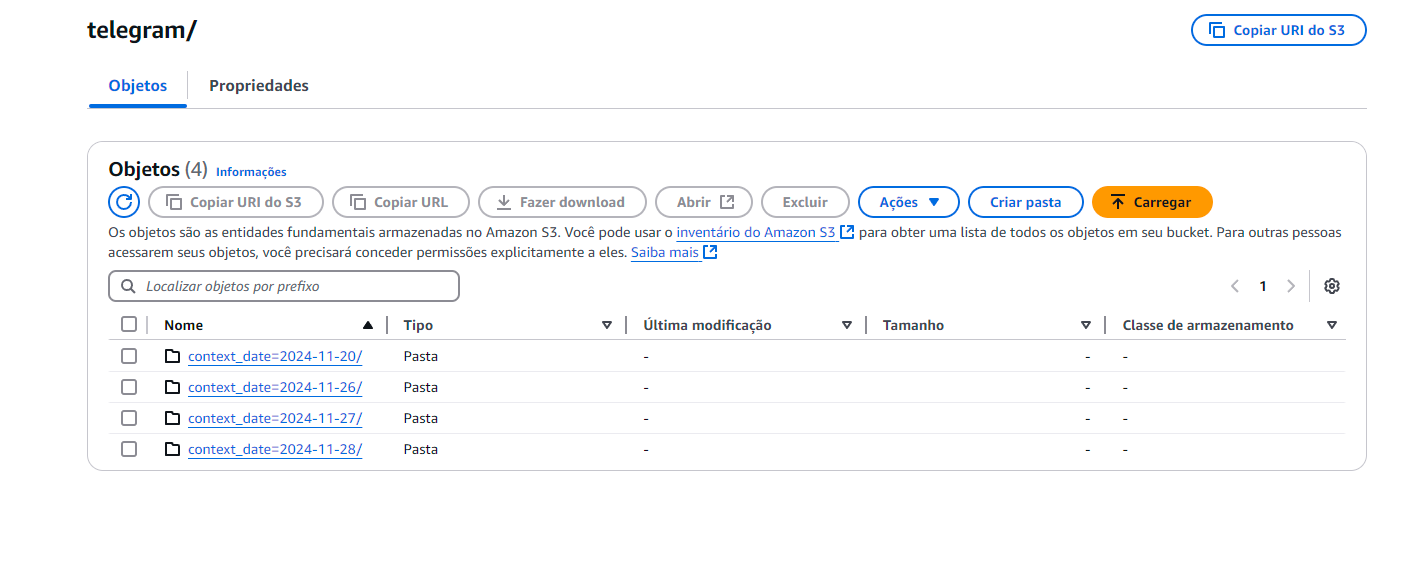 telegram/
Copiar URI do S3
Objetos
Propriedades
Objetos (4) Informações
Copiar URI do S3 Copiar URL Fazer download Abrir Excluir Ações Criar pasta Carregar
Os objetos são as entidades fundamentais armazenadas no Amazon S3. Você pode usar o inventário do Amazon S3 para obter uma lista de todos os objetos em seu bucket. Para outras pessoas
acessarem seus objetos, você precisará conceder permissões explicitamente a eles. Saiba mais
Localizar objetos por prefixo
1
Nome Tipo Última modificação Tamanho Classe de armazenamento
context_date=2024-11-20/ Pasta - - -
context_date=2024-11-26/ Pasta - - -
context_date=2024-11-27/ Pasta - - -
context_date=2024-11-28/ Pasta - - -